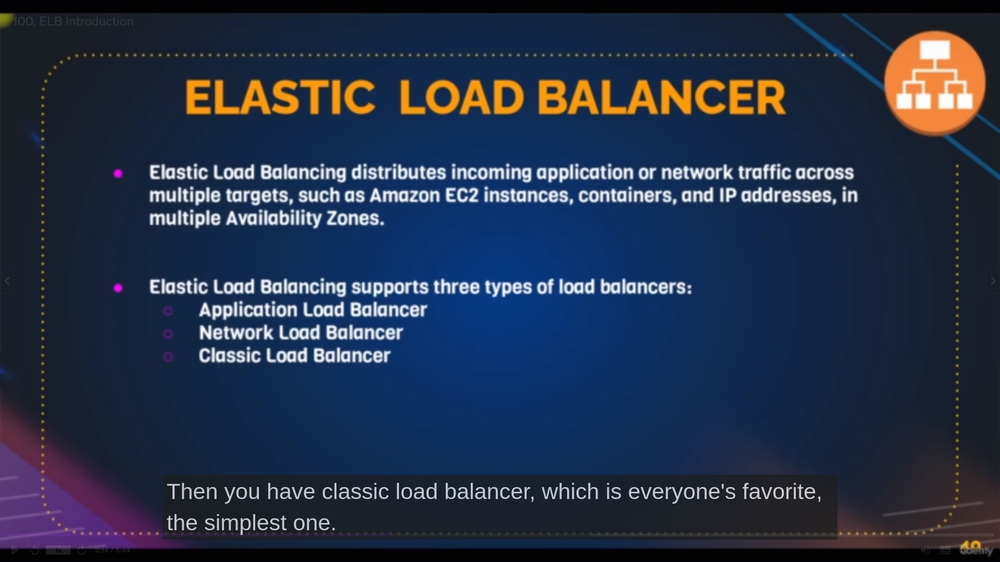 100. ELB Introduction
ELASTIC LOAD BALANCER
Elastic Load Balancing distributes incoming application or network traffic across
multiple targets, such as Amazon EC2 instances, containers, and IP addresses, in
multiple Availability Zones.
Elastic Load Balancing supports three types of load balancers:
Application Load Balancer
Network Load Balancer
Classic Load Balancer
Then you have classic load balancer, which is everyone's favorite,
the simplest one.
1x
2:14 / 5:44
udemy